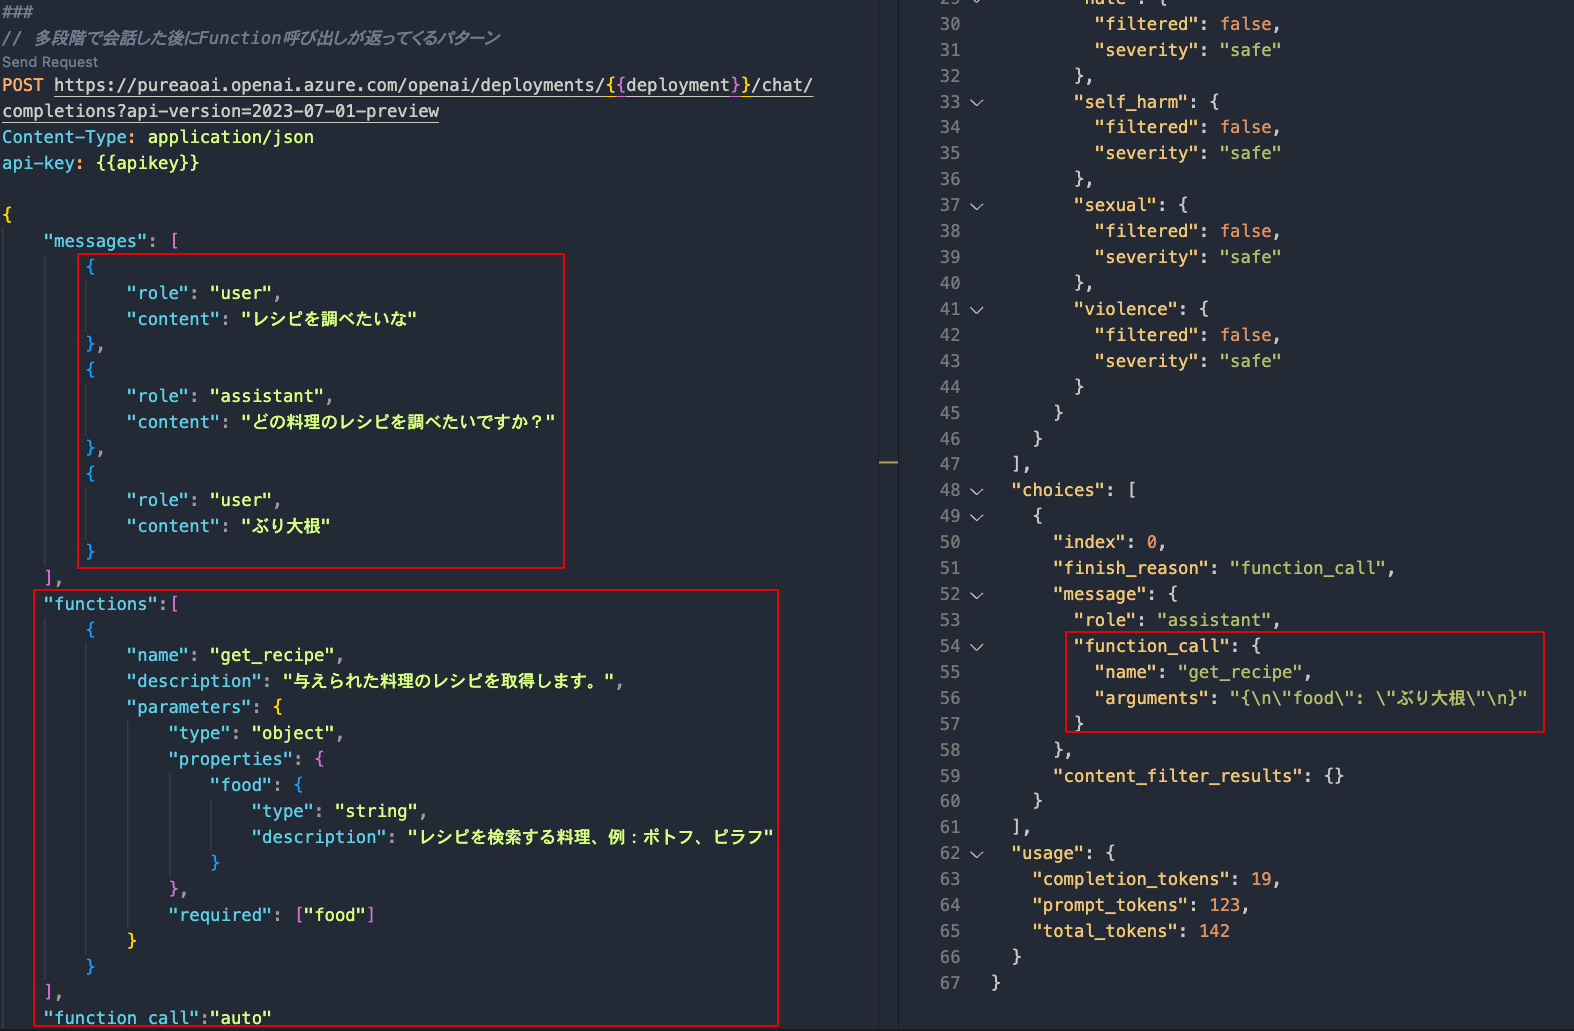 ###
// 多段階で会話した後にFunction呼び出しが返ってくるパターン
Send Request
POST https://pureaoai.openai.azure.com/openai/deployments/{{deployment}}/chat/
completions?api-version=2023-07-01-preview
Content-Type: application/json
api-key: {{apikey}}
{
"messages": [
{
"role": "user",
"content": "レシピを調べたいな"
},
{
"role": "assistant",
"content": "どの料理のレシピを調べたいですか？"
},
{
"role": "user",
"content": "ぶり大根"
}
],
"functions":[
{
"name": "get_recipe",
"description": "与えられた料理のレシピを取得します。",
"parameters": {
"type": "object",
"properties": {
"food": {
"type": "string",
"description": "レシピを検索する料理、例：ポトフ、ピラフ"
}
},
"required": ["food"]
}
}
],
"function_call":"auto"
29 "hate": {
30 "filtered": false,
31 "severity": "safe"
32 },
33 "self_harm": {
34 "filtered": false,
35 "severity": "safe"
36 },
37 "sexual": {
38 "filtered": false,
39 "severity": "safe"
40 },
41 "violence": {
42 "filtered": false,
43 "severity": "safe"
44 }
45 }
46 }
47 ],
48 "choices": [
49 {
50 "index": 0,
51 "finish_reason": "function_call",
52 "message": {
53 "role": "assistant",
54 "function_call": {
55 "name": "get_recipe",
56 "arguments": "{\n\"food\": \"ぶり大根\"\n}"
57 }
58 },
59 "content_filter_results": {}
60 }
61 ],
62 "usage": {
63 "completion_tokens": 19,
64 "prompt_tokens": 123,
65 "total_tokens": 142
66 }
67 }